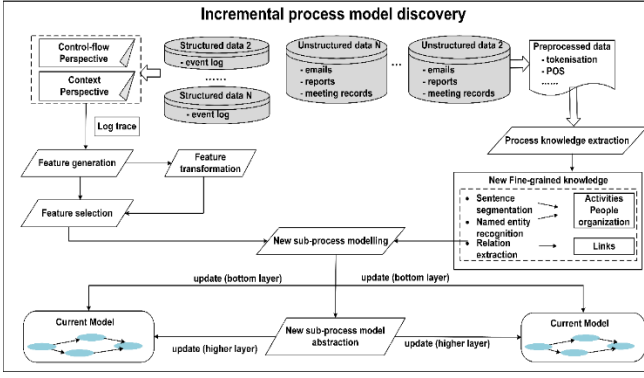 Incremental process model discovery
Control-flow
Perspective
Context
Perspective
Structured data 2
- event log
......
Structured data N
- event log
Unstructured data N
- emails
- reports
- meeting records
...
Unstructured data 2
- emails
- reports
- meeting records
Preprocessed data
- tokenisation
- POS
......
Log trace
Process knowledge extraction
Feature generation
Feature
transformation
Feature selection
New Fine-grained knowledge
• Sentence
segmentation
• Named entity
recognition
• Relation
extraction
Activities
People
organization
Links
New sub-process modelling
update (bottom layer)
update (bottom layer)
Current Model
New sub-process model
abstraction
Current Model
update (higher layer)
update (higher layer)